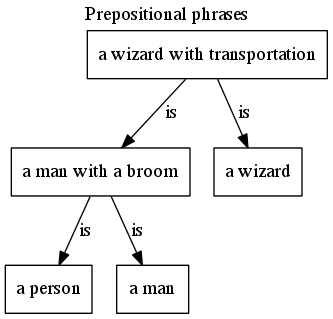 Prepositional phrases
a wizard with transportation
is
is
a man with a broom
a wizard
is
is
a person
a man